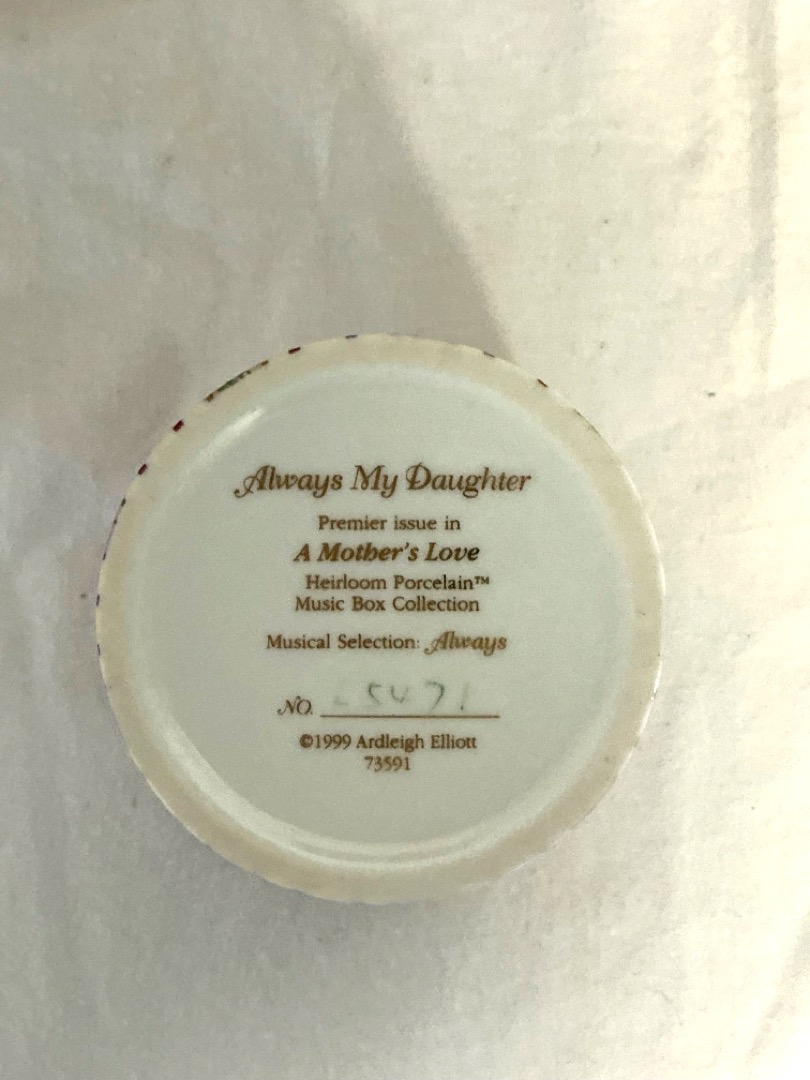 Always My Daughter
Premier issue in
A Mother's Love
Heirloom Porcelain™
Music Box Collection
Musical Selection: Always
NO.
©1999 Ardleigh Elliott
73591